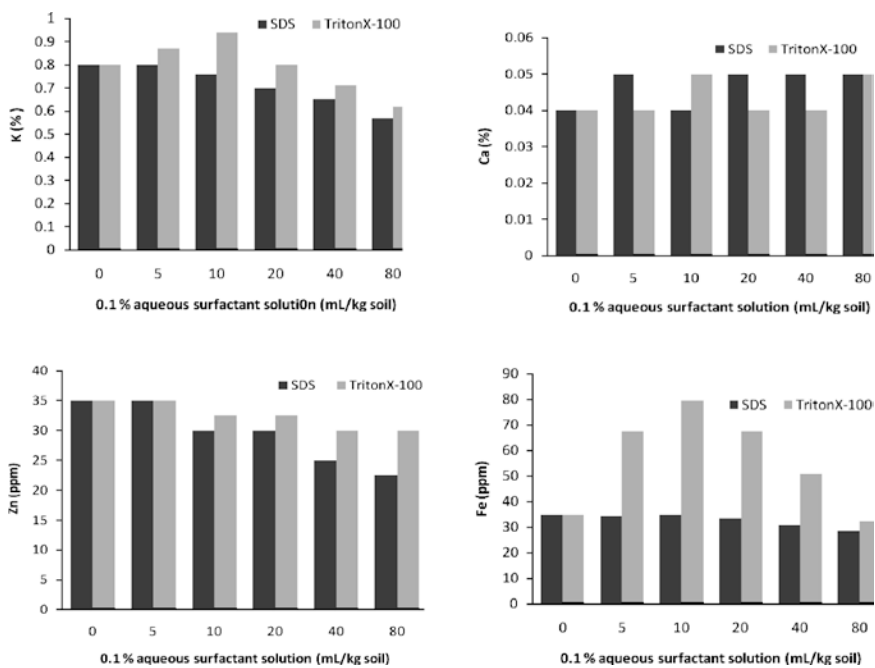 1
0.9
0.8
0.7
0.6
0.5
0.4
0.3
0.2
0.1
0
K (%)
SDS TritonX-100
0 5 10 20 40 80
0.1 % aqueous surfactant soluti0n (mL/kg soil)
0.06
0.05
0.04
0.03
0.02
0.01
0
Ca (%)
SDS TritonX-100
0 5 10 20 40 80
0.1 % aqueous surfactant solution (mL/kg soil)
40
35
30
25
20
15
10
5
0
Zn (ppm)
SDS TritonX-100
0 5 10 20 40 80
0.1% aqueous surfactant solution (mL/kg soil)
90
80
70
60
50
40
30
20
10
0
Fe (ppm)
SDS TritonX-100
0 5 10 20 40 80
0.1% aqueous surfactant solution (mL/kg soil)